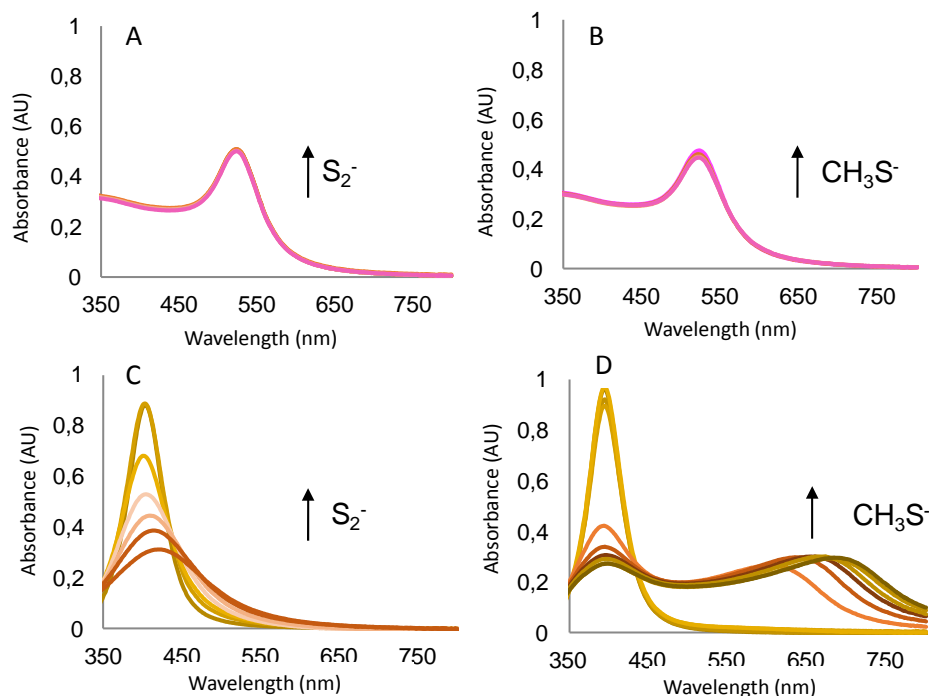 A
Absorbance (AU)
1
0,8
0,6
0,4
0,2
0
350 450 550 650 750
Wavelength (nm)
S₂⁻
B
Absorbance (AU)
1
0,8
0,6
0,4
0,2
0
350 450 550 650 750
Wavelength (nm)
CH₃S⁻
C
Absorbance (AU)
1
0,8
0,6
0,4
0,2
0
350 450 550 650 750
Wavelength (nm)
S₂⁻
D
Absorbance (AU)
1
0,8
0,6
0,4
0,2
0
350 450 550 650 750
Wavelength (nm)
CH₃S⁻